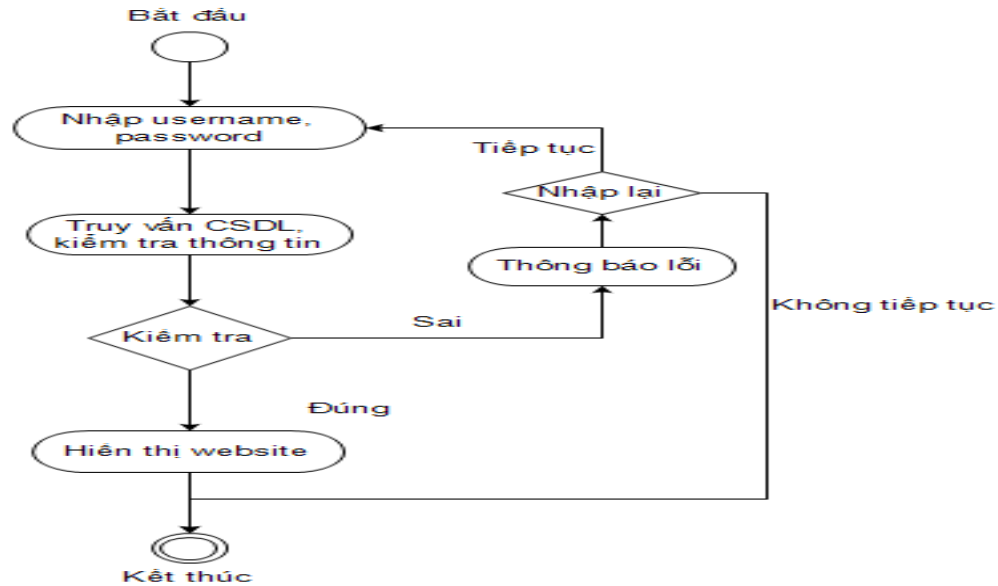 Bắt đầu
Nhập username,
password
Tiếp tục
Nhập lại
Truy vấn CSDL,
kiểm tra thông tin
Thông báo lỗi
Không tiếp tục
Sai
Kiểm tra
Đúng
Hiển thị website
Kết thúc